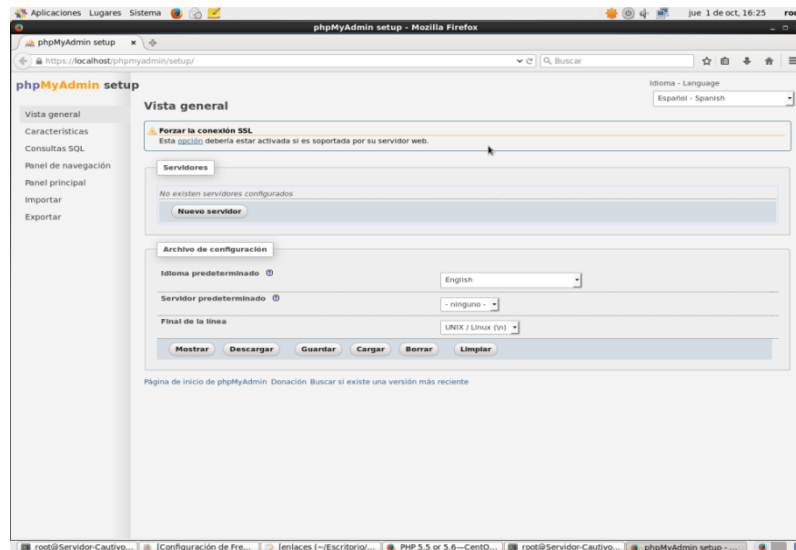 Aplicaciones Lugares Sistema jue 1 de oct, 16:25 roo
phpMyAdmin setup - Mozilla Firefox
phpMyAdmin setup
https://localhost/phpmyadmin/setup/ Buscar
phpMyAdmin setup
Idioma - Language
Español - Spanish
Vista general
Características
Consultas SQL
Panel de navegación
Panel principal
Importar
Exportar
Vista general
Forzar la conexión SSL
Esta opción debería estar activada si es soportada por su servidor web.
Servidores
No existen servidores configurados
Nuevo servidor
Archivo de configuración
Idioma predeterminado English
Servidor predeterminado - ninguno -
Final de la línea UNIX / Linux (\n)
Mostrar Descargar Guardar Cargar Borrar Limpiar
Página de inicio de phpMyAdmin Donación Buscar si existe una versión más reciente
root@Servidor-Cautivo... [Configuración de Fre... [enlaces (~/Escritorio/... PHP 5.5 or 5.6—CentO... root@Servidor-Cautivo... phpMyAdmin setup - ...